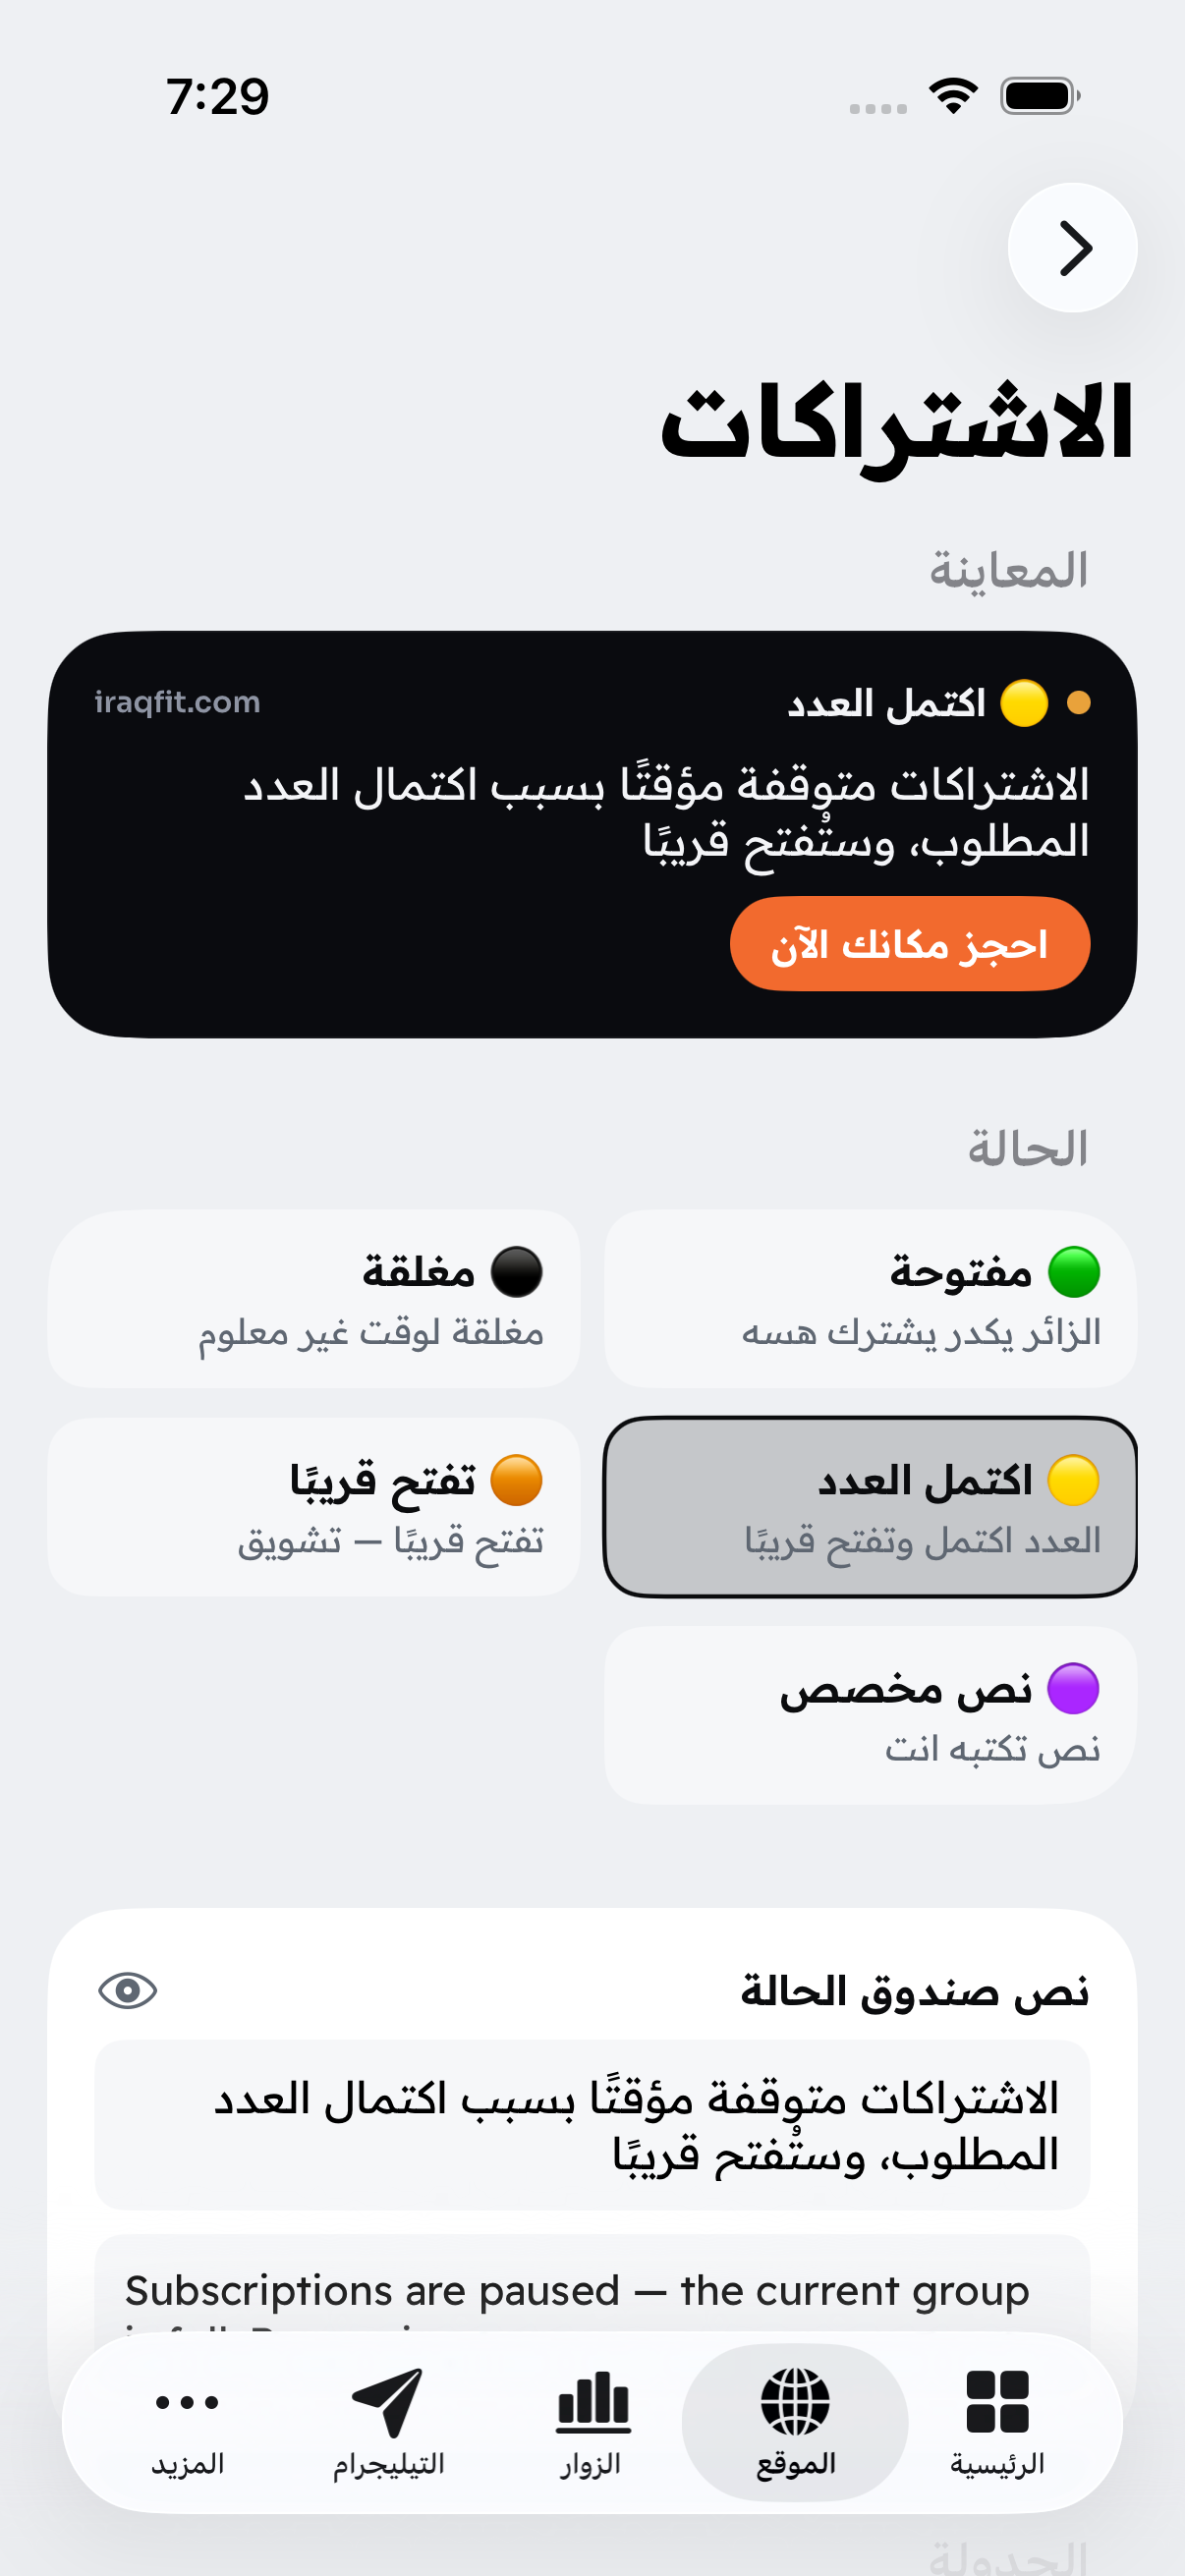 7:29
الاشتراكات
المعاينة
اكتمل العدد
iraqfit.com
الاشتراكات متوقفة مؤقتًا بسبب اكتمال العدد
المطلوب، وستُفتح قريبًا
احجز مكانك الآن
الحالة
مفتوحة
الزائر يكدر يشترك هسه
مغلقة
مغلقة لوقت غير معلوم
اكتمل العدد
العدد اكتمل وتفتح قريبًا
تفتح قريبًا
تفتح قريبًا — تشويق
نص مخصص
نص تكتبه انت
نص صندوق الحالة
الاشتراكات متوقفة مؤقتًا بسبب اكتمال العدد
المطلوب، وستُفتح قريبًا
Subscriptions are paused — the current group
الرئيسية
الموقع
الزوار
التيليجرام
المزيد
الجدولة